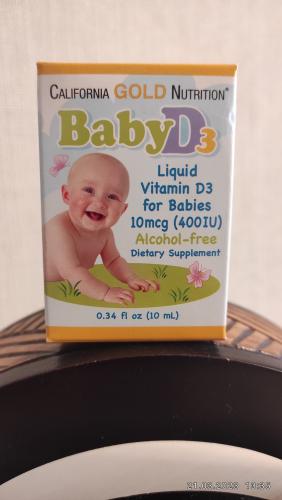 CALIFORNIA GOLD NUTRITION®
BabyD3
Liquid
Vitamin D3
for Babies
10mcg (400IU)
Alcohol-free
Dietary Supplement
0.34 fl oz (10 mL)